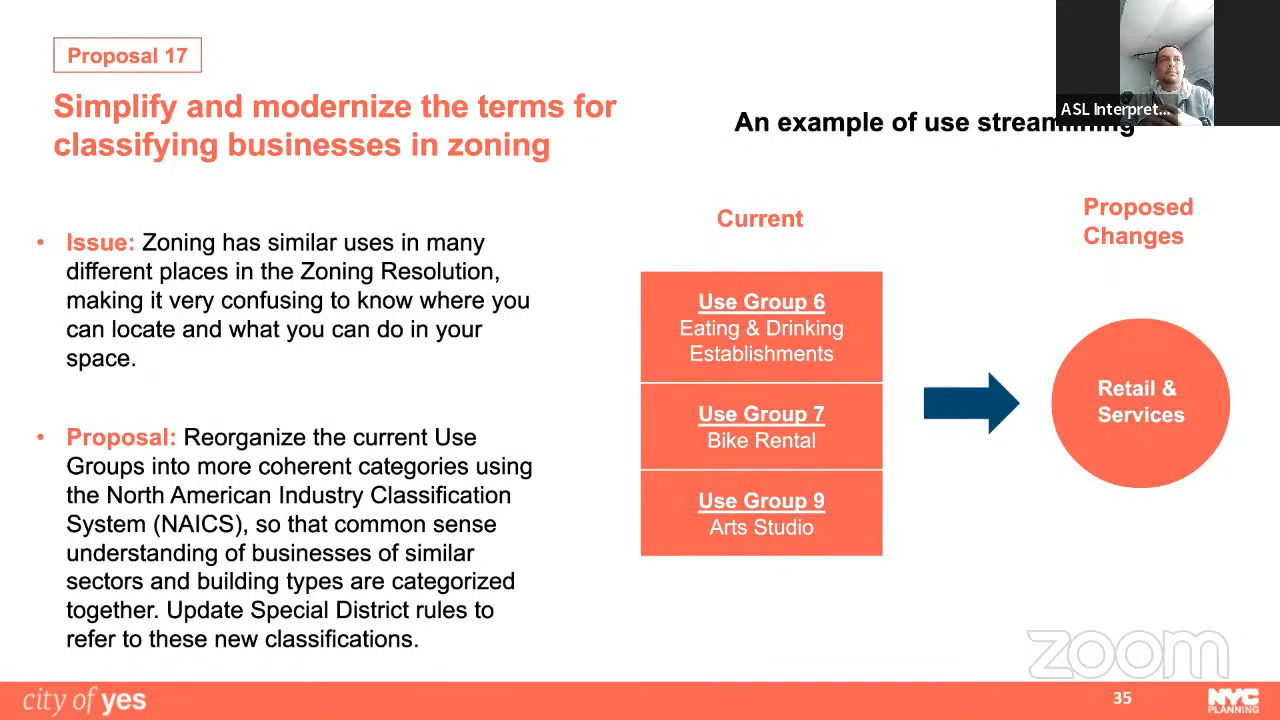 Proposal 17
Simplify and modernize the terms for
classifying businesses in zoning
• Issue: Zoning has similar uses in many
different places in the Zoning Resolution,
making it very confusing to know where you
can locate and what you can do in your
space.
• Proposal: Reorganize the current Use
Groups into more coherent categories using
the North American Industry Classification
System (NAICS), so that common sense
understanding of businesses of similar
sectors and building types are categorized
together. Update Special District rules to
refer to these new classifications.
ASL Interpret...
An example of use streamlining
Current
Use Group 6
Eating & Drinking
Establishments
Use Group 7
Bike Rental
Use Group 9
Arts Studio
Proposed
Changes
Retail &
Services
zoom
city of yes
35
NYC
PLANNING